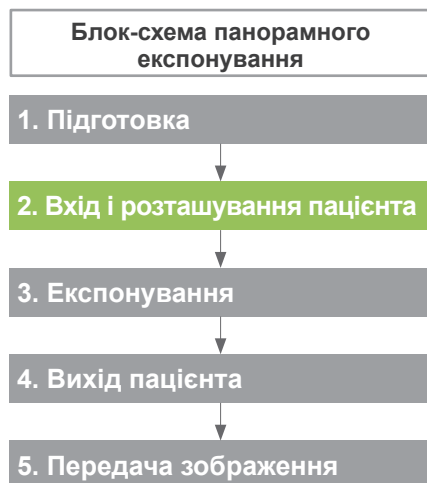 Блок-схема панорамного
експонування
1. Підготовка
2. Вхід і розташування пацієнта
3. Експонування
4. Вихід пацієнта
5. Передача зображення